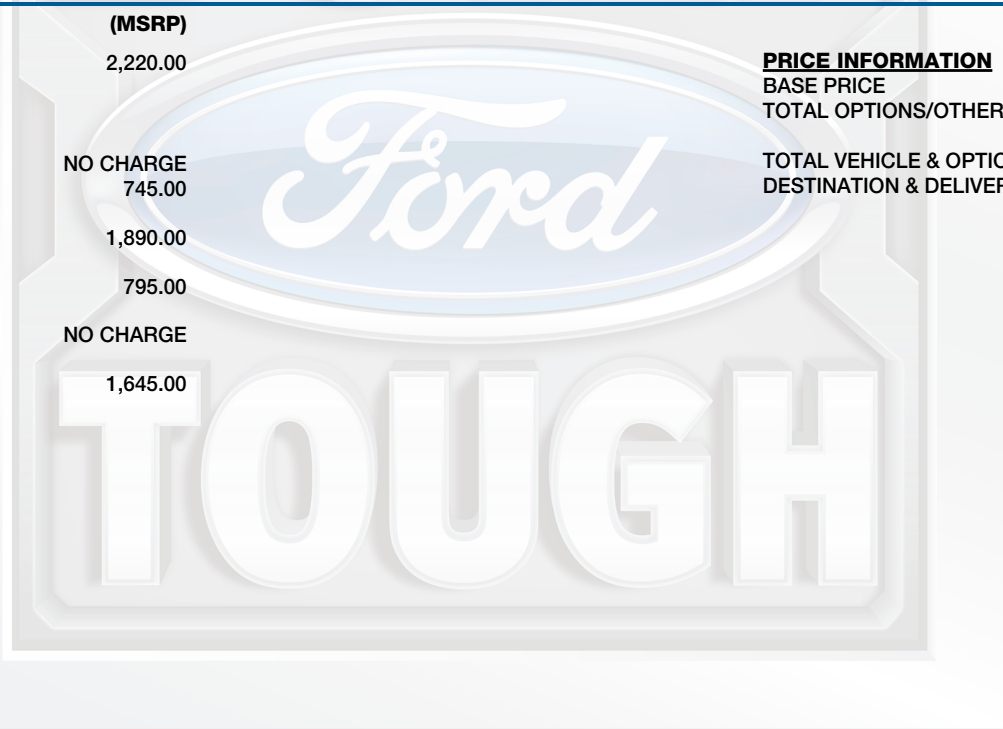 (MSRP)
2,220.00
NO CHARGE
745.00
1,890.00
795.00
NO CHARGE
1,645.00
PRICE INFORMATION
BASE PRICE
TOTAL OPTIONS/OTHER
TOTAL VEHICLE & OPTIO
DESTINATION & DELIVER
Ford
TOUGH